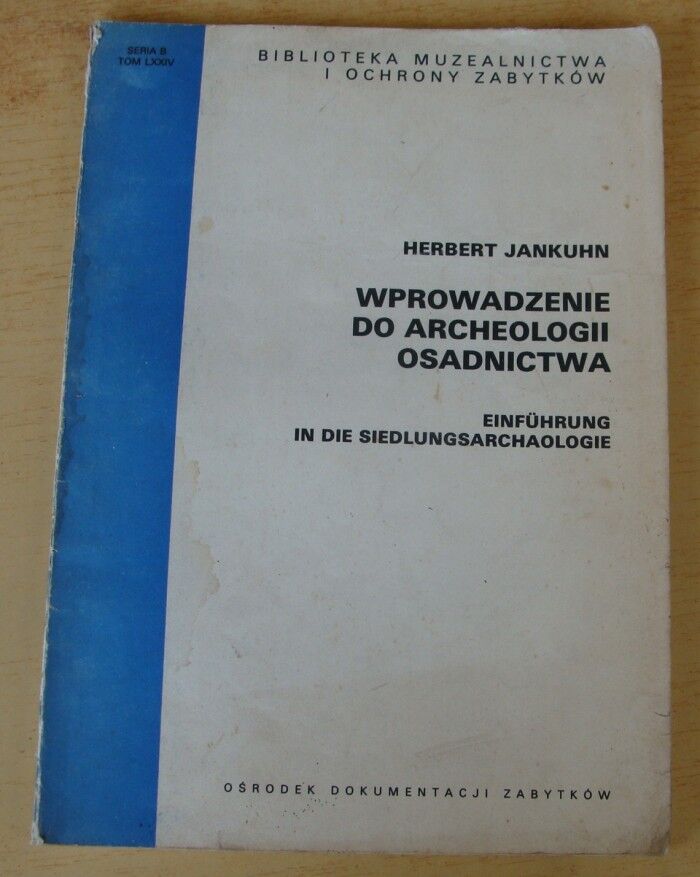 SERIA B
TOM LXXIV
BIBLIOTEKA MUZEALNICTWA
I OCHRONY ZABYTKÓW
HERBERT JANKUHN
WPROWADZENIE
DO ARCHEOLOGII
OSADNICTWA
EINFÜHRUNG
IN DIE SIEDLUNGSARCHAOLOGIE
OŚRODEK DOKUMENTACJI ZABYTKÓW